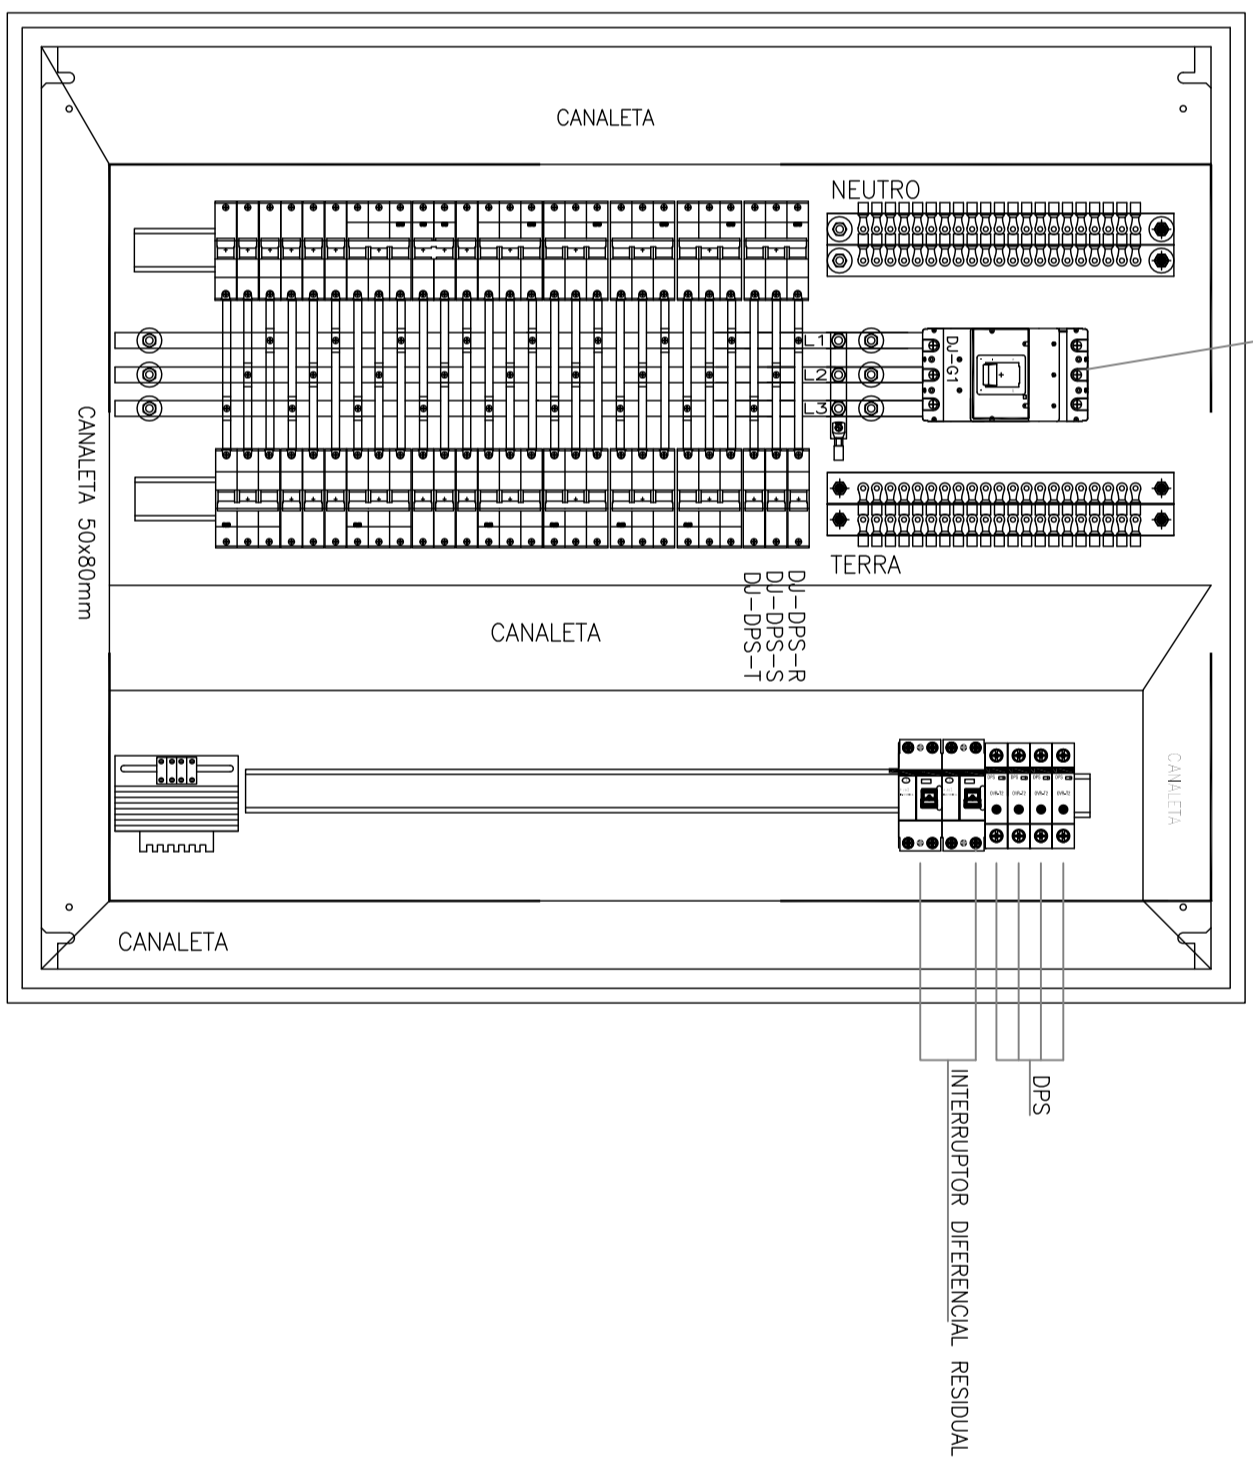 CANALETA
NEUTRO
L1
L2
L3
DJ-G1
CANALETA 50x80mm
TERRA
DJ-DPS-R
DJ-DPS-S
DJ-DPS-T
CANALETA
CANALETA
CANALETA
DPS
INTERRUPTOR DIFERENCIAL RESIDUAL